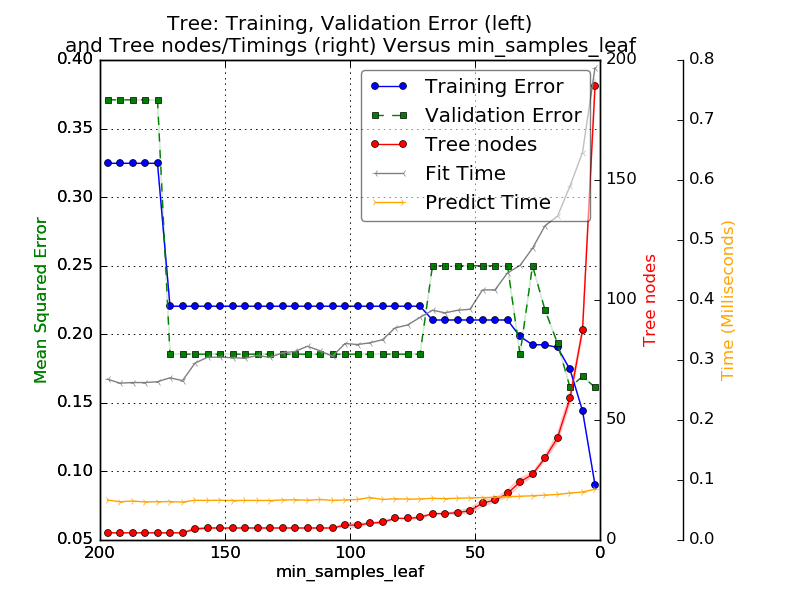 Tree: Training, Validation Error (left)
and Tree nodes/Timings (right) Versus min_samples_leaf
Training Error
Validation Error
Tree nodes
Fit Time
Predict Time
Mean Squared Error
0.40
0.35
0.30
0.25
0.20
0.15
0.10
0.05
200
150
100
50
0
min_samples_leaf
200
150
100
50
0
Tree nodes
0.8
0.7
0.6
0.5
0.4
0.3
0.2
0.1
0.0
Time (Milliseconds)